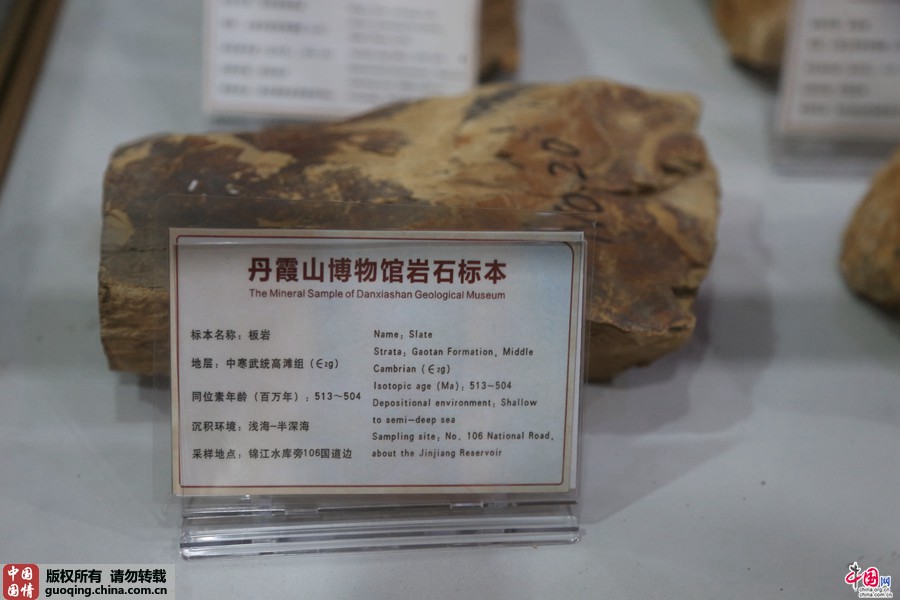 丹霞山博物馆岩石标本
The Mineral Sample of Danxiashan Geological Museum
标本名称：板岩
地层：中寒武统高滩组（∈2g）
同位素年龄（百万年）：513～504
沉积环境：浅海-半深海
采样地点：锦江水库旁106国道边
Name: Slate
Strata: Gaotan Formation, Middle
Cambrian (∈2g)
Isotopic age (Ma): 513~504
Depositional environment: Shallow
to semi-deep sea
Sampling site: No. 106 National Road,
about the Jinjiang Reservoir
中国国情
版权所有 请勿转载
guoqing.china.com.cn
中国网
china.org.cn
china.com.cn